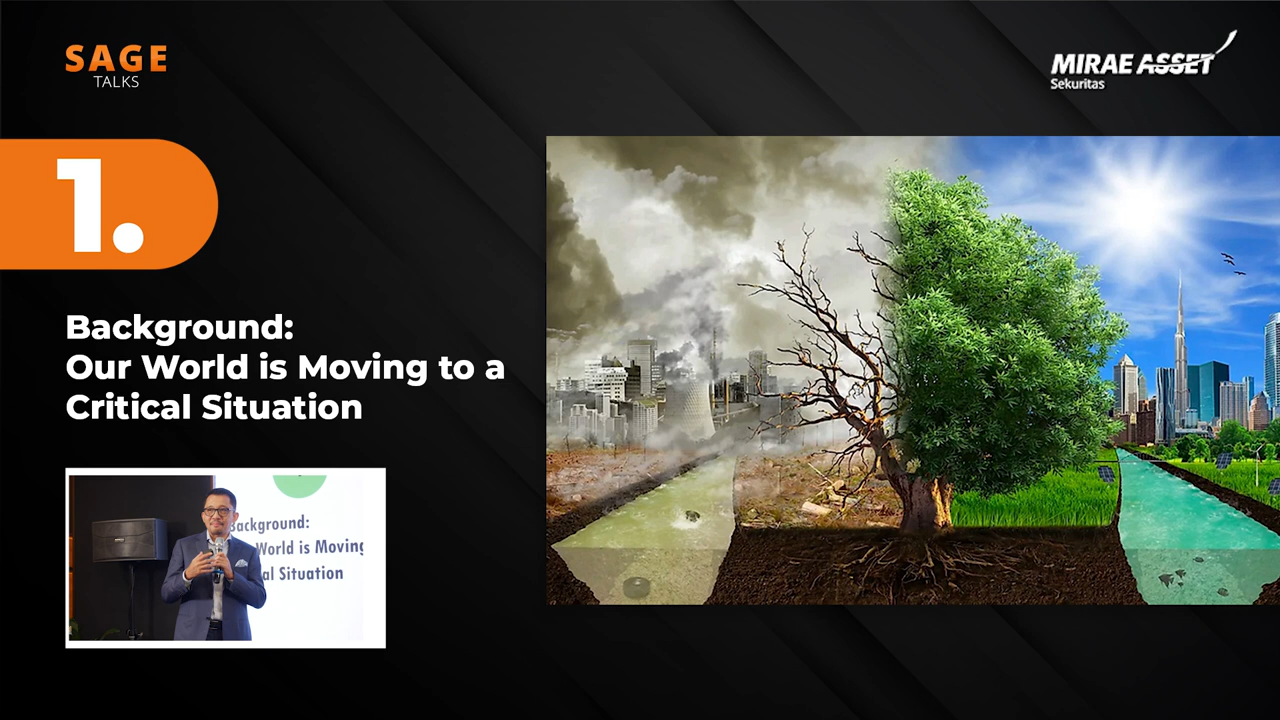 SAGE
TALKS
MIRAE ASSET
Sekuritas
1.
Background:
Our World is Moving to a
Critical Situation
Background:
World is Moving
al Situation